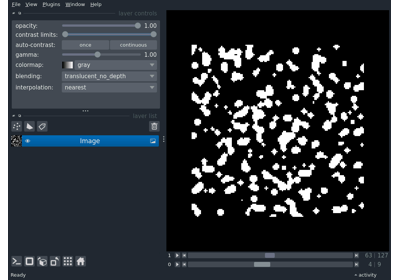 File View Plugins Window Help
layer controls
opacity: 1.00
contrast limits:
auto-contrast: once continuous
gamma: 1.00
colormap: gray
blending: translucent_no_depth
interpolation: nearest
layer list
Image
1 63 127
0 4 9
Ready activity